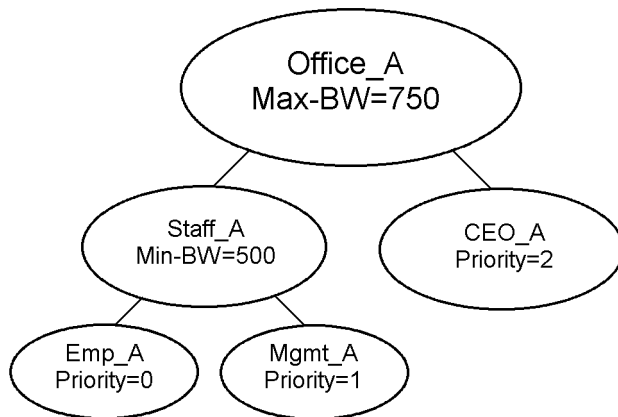 Office_A
Max-BW=750
Staff_A
Min-BW=500
CEO_A
Priority=2
Emp_A
Priority=0
Mgmt_A
Priority=1